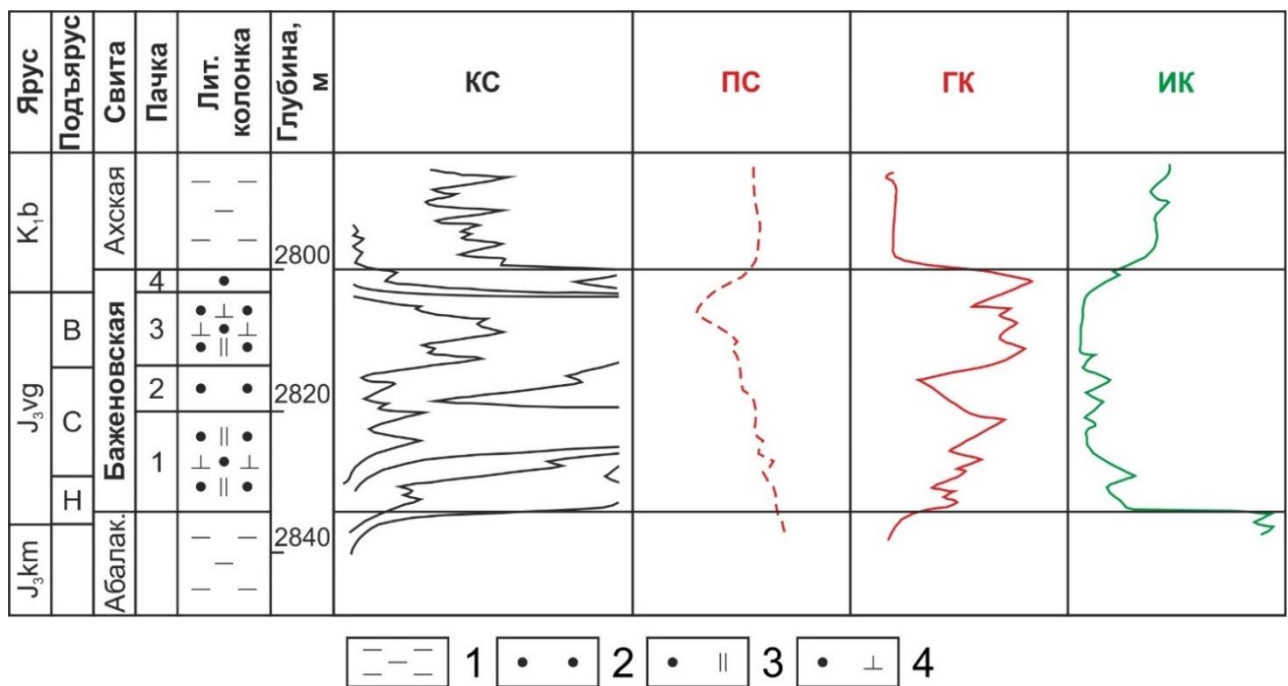 Ярус
Подъярус
Свита
Пачка
Лит.
колонка
Глубина,
м
КС
ПС
ГК
ИК
K₁b
J₃vg
J₃km
В
С
Н
Ахская
Баженовская
Абалак.
4
3
2
1
2800
2820
2840
1
2
3
4